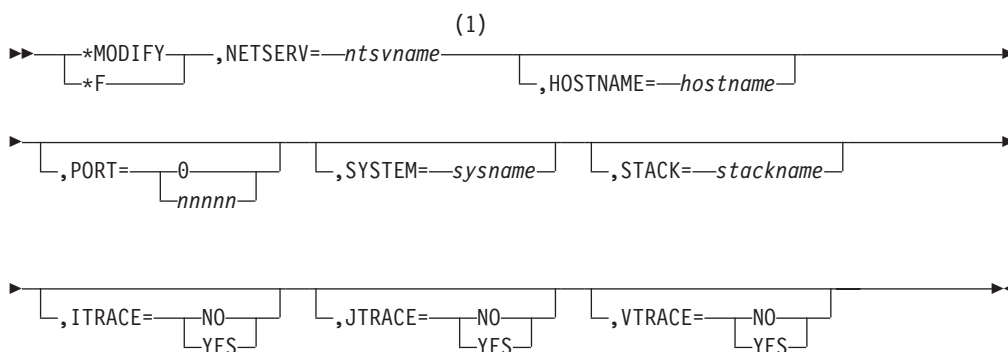 (1)
*MODIFY ,NETSERV= ntsvname
*F ,HOSTNAME= hostname
,PORT= 0 ,SYSTEM= sysname ,STACK= stackname
nnnnn
,ITRACE= NO ,JTRACE= NO ,VTRACE= NO
YES YES YES